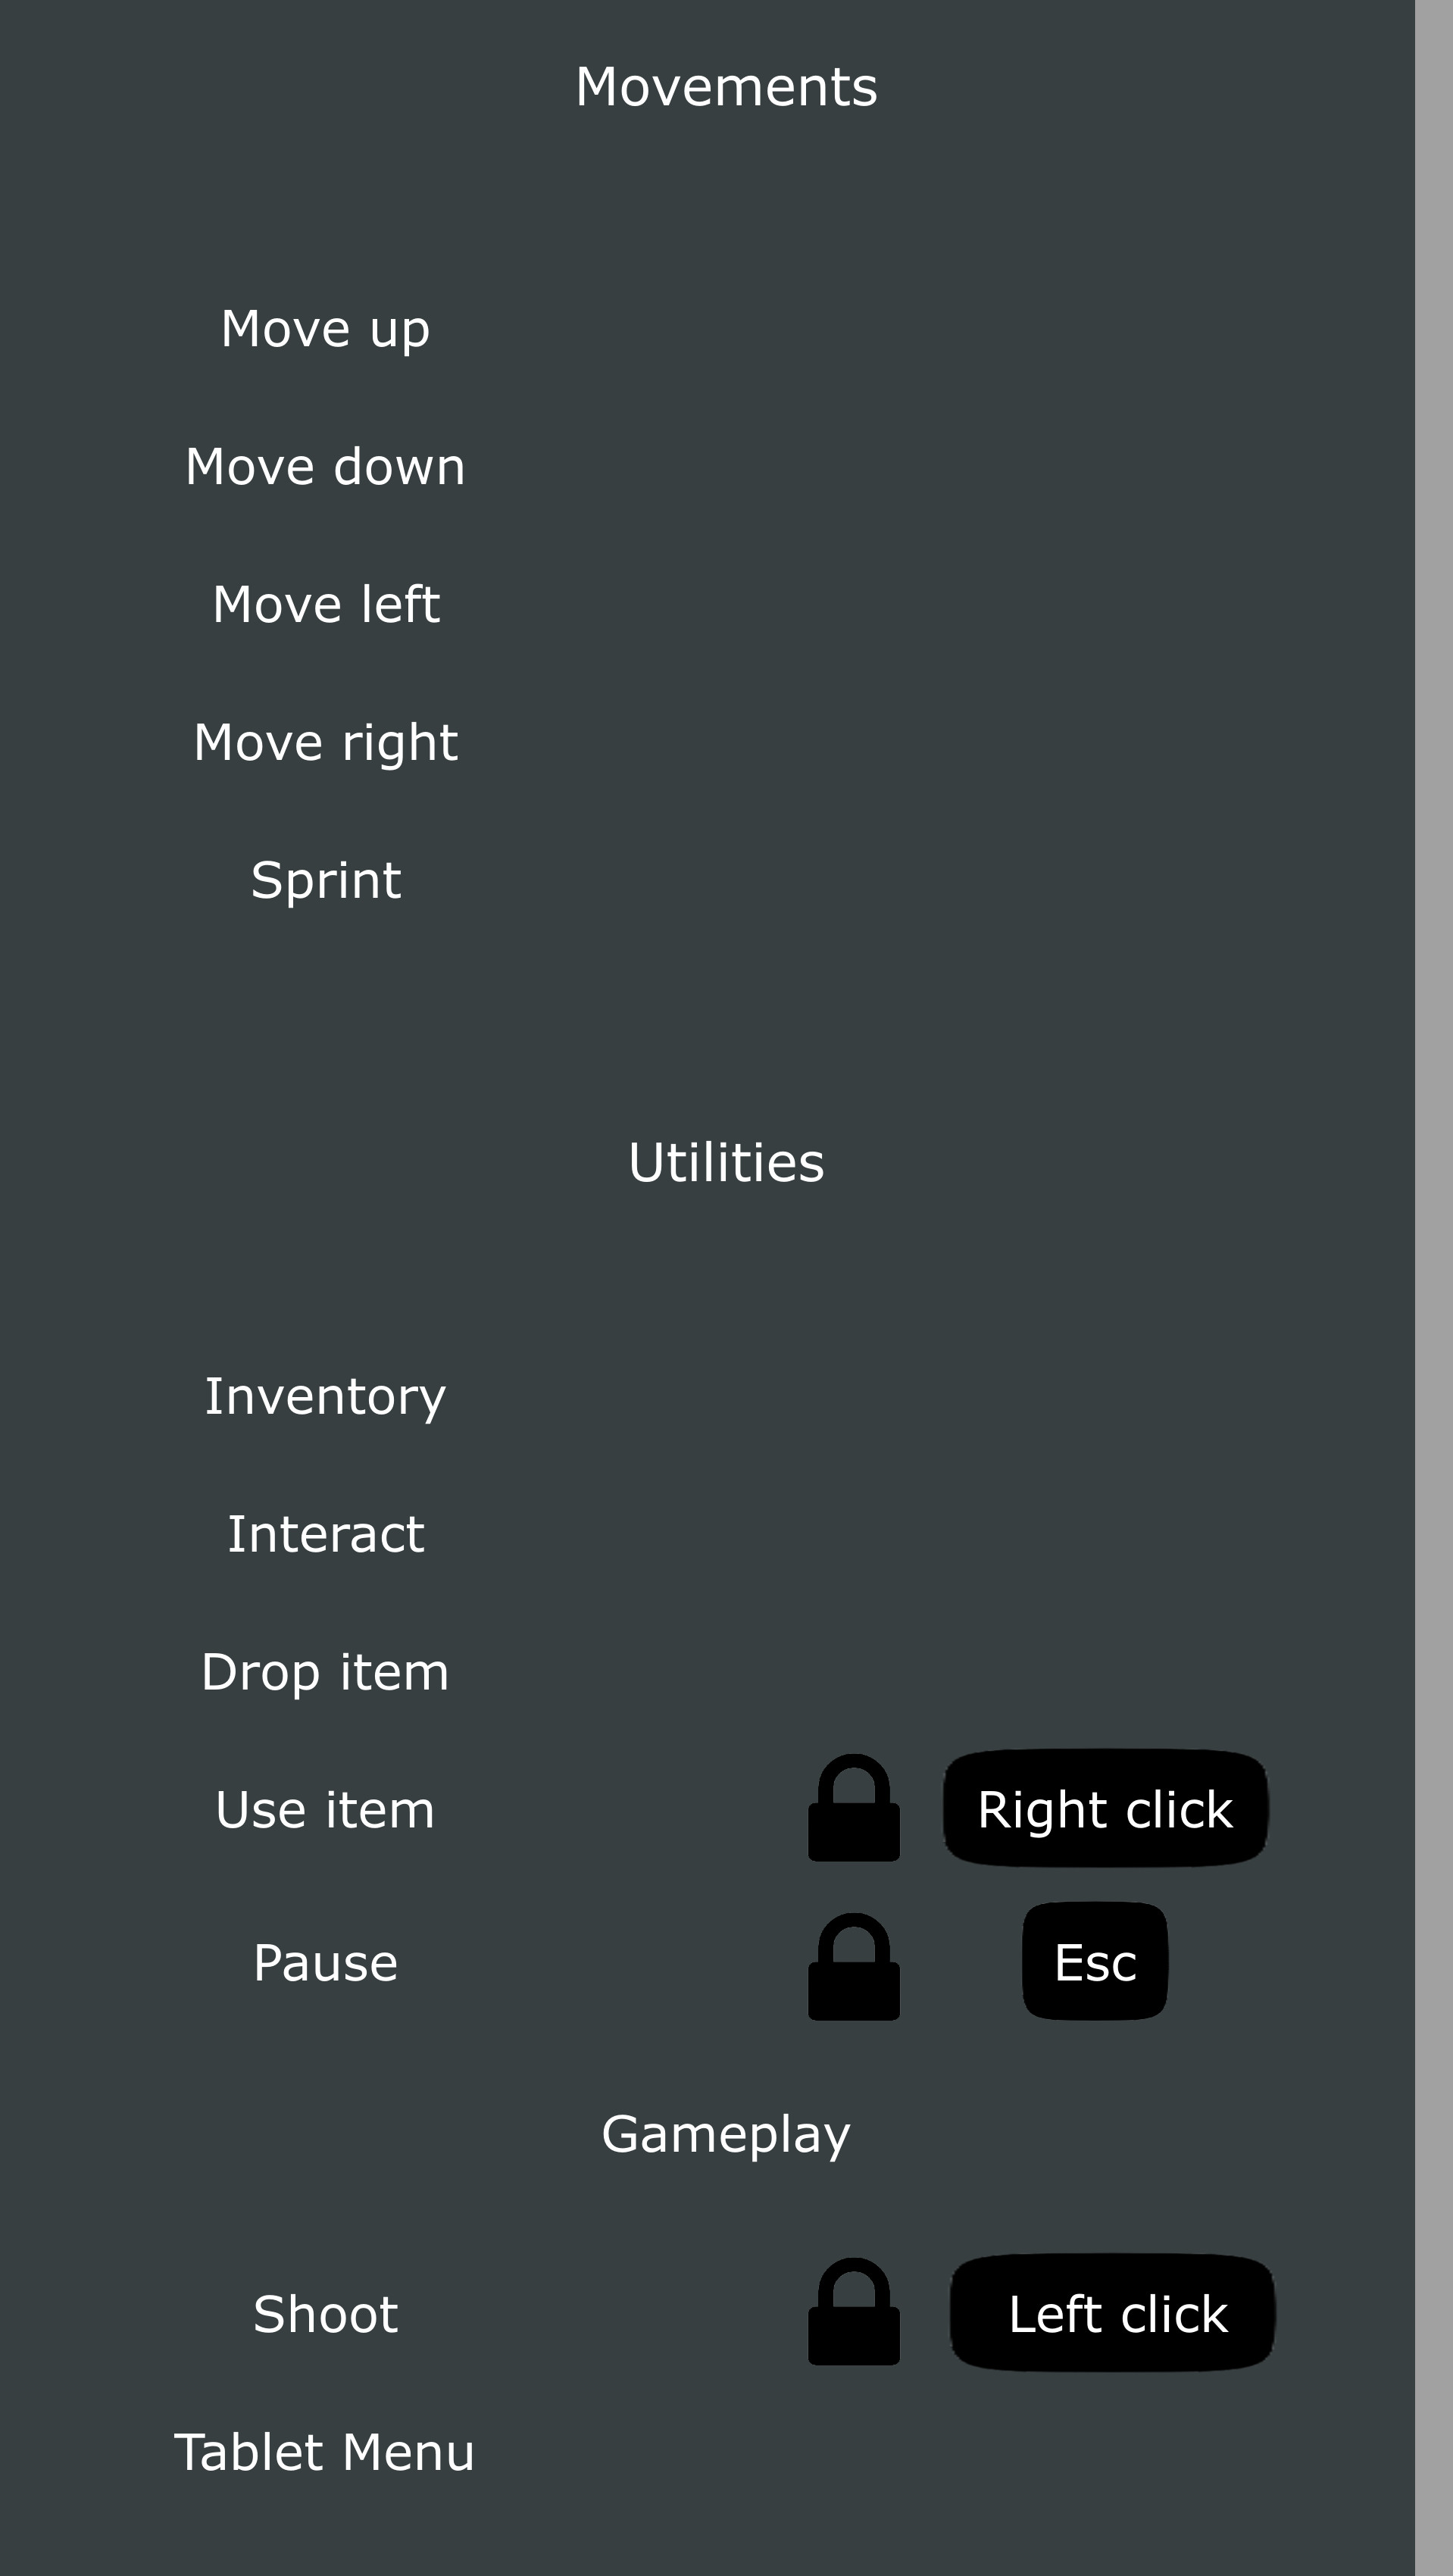 Movements
Move up
Move down
Move left
Move right
Sprint
Utilities
Inventory
Interact
Drop item
Use item Right click
Pause Esc
Gameplay
Shoot Left click
Tablet Menu